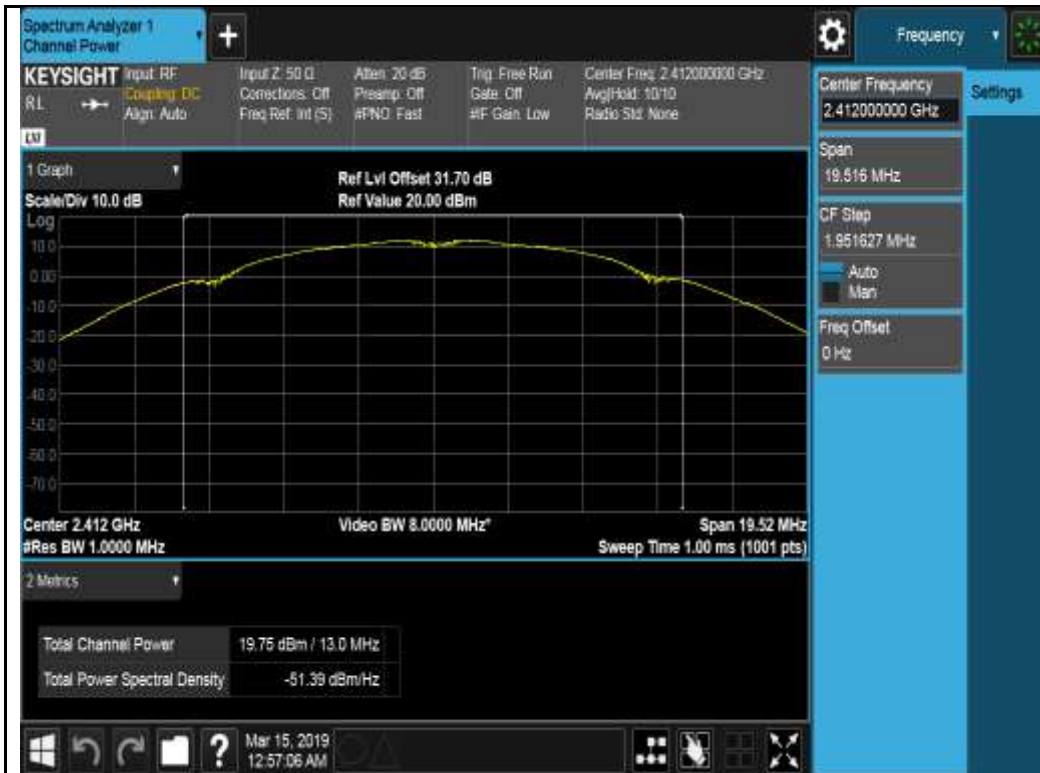 Spectrum Analyzer 1
Channel Power
+
Frequency
KEYSIGHT Input: RF Input Z: 50 Ω Atten: 20 dB Trig: Free Run Center Freq: 2.412000000 GHz
RL Coupling: DC Corrections: Off Preamp: Off Gate: Off Avg|Hold: 10/10
Align: Auto Freq Ref: Int (S) #PNO: Fast #IF Gain: Low Radio Std: None
LXI
Center Frequency
2.412000000 GHz
Settings
Span
19.516 MHz
CF Step
1.951627 MHz
Auto
Man
Freq Offset
0 Hz
1 Graph
Ref Lvl Offset 31.70 dB
Scale/Div 10.0 dB Ref Value 20.00 dBm
Log
10.0
0.00
-10.0
-20.0
-30.0
-40.0
-50.0
-60.0
-70.0
Center 2.412 GHz Video BW 8.0000 MHz* Span 19.52 MHz
#Res BW 1.0000 MHz Sweep Time 1.00 ms (1001 pts)
2 Metrics
Total Channel Power 19.75 dBm / 13.0 MHz
Total Power Spectral Density -51.39 dBm/Hz
? Mar 15, 2019
12:57:06 AM